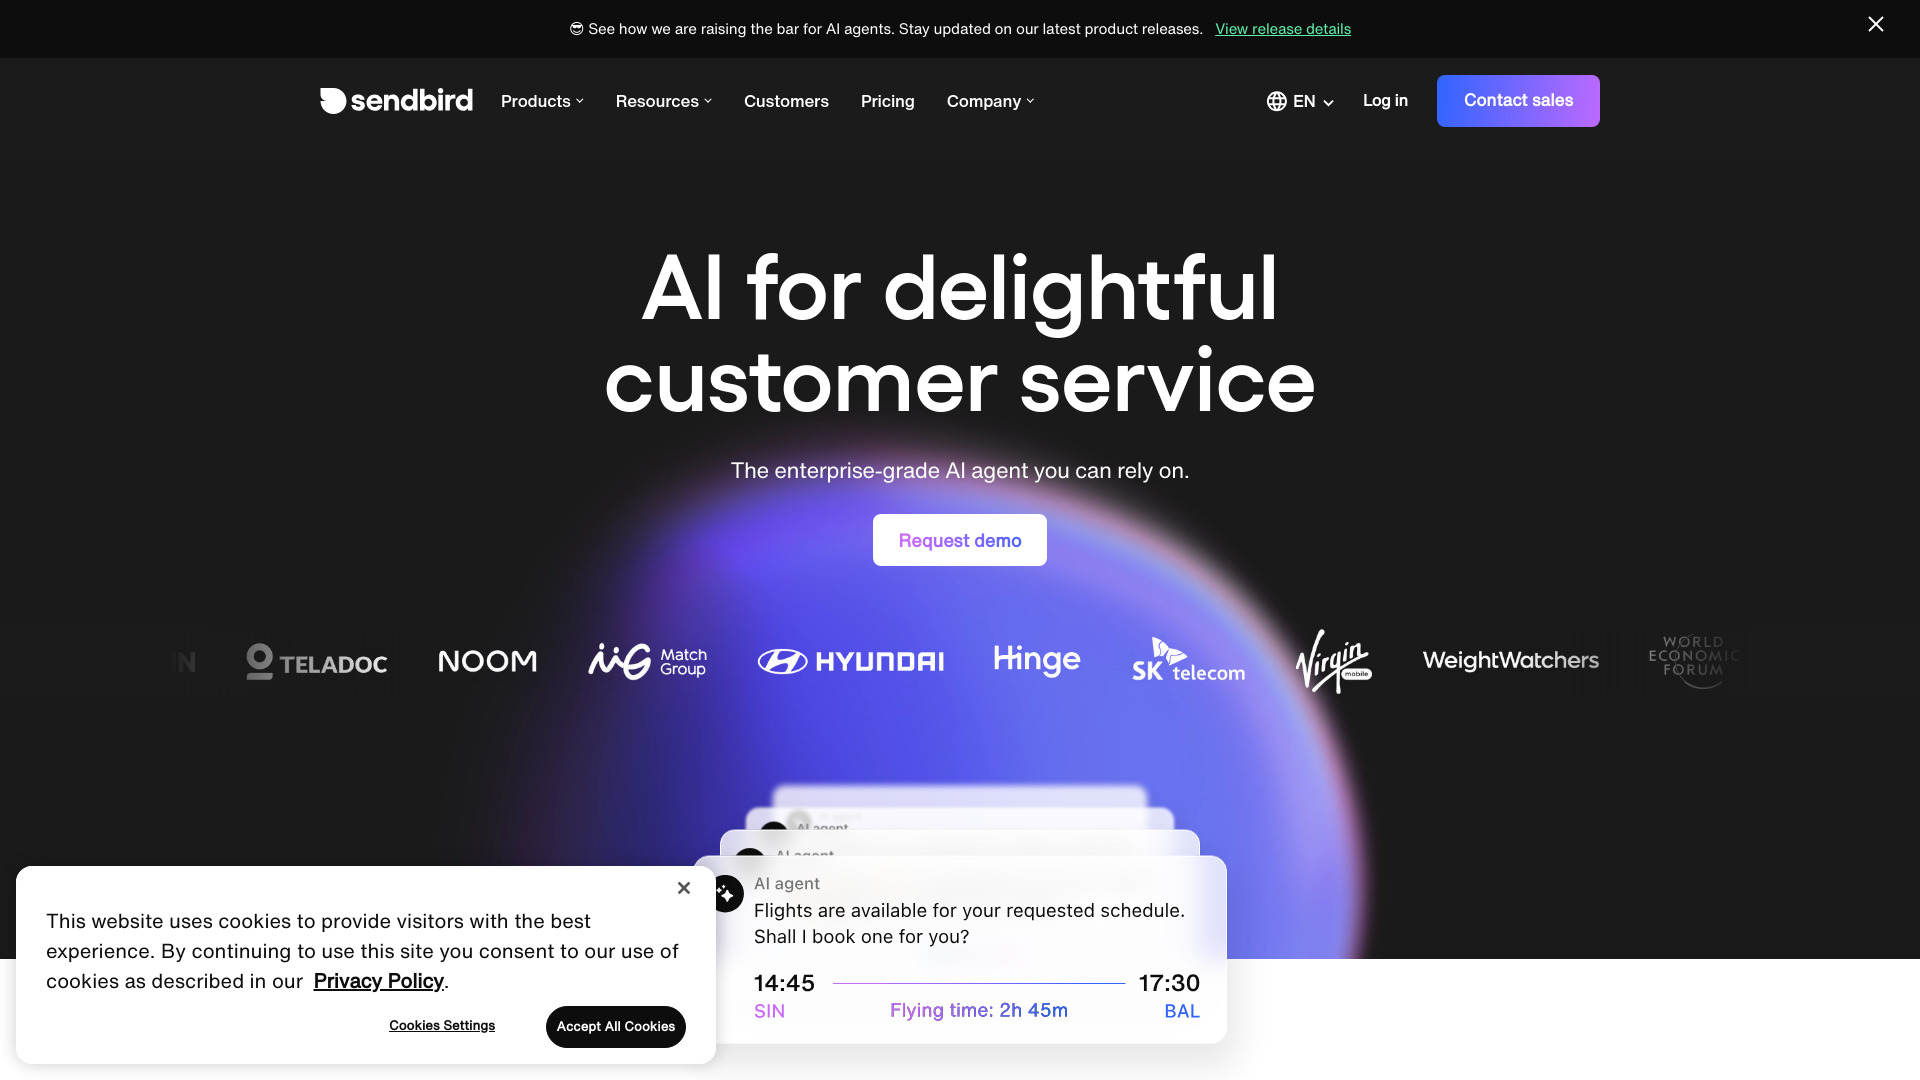 😎 See how we are raising the bar for AI agents. Stay updated on our latest product releases. View release details
sendbird Products Resources Customers Pricing Company EN Log in Contact sales
AI for delightful
customer service
The enterprise-grade AI agent you can rely on.
Request demo
TELADOC NOOM Match Group HYUNDAI Hinge SK telecom Virgin mobile WeightWatchers WORLD ECONOMIC FORUM
AI agent
AI agent
AI agent
Flights are available for your requested schedule.
Shall I book one for you?
14:45 17:30
SIN Flying time: 2h 45m BAL
This website uses cookies to provide visitors with the best
experience. By continuing to use this site you consent to our use of
cookies as described in our Privacy Policy.
Cookies Settings Accept All Cookies